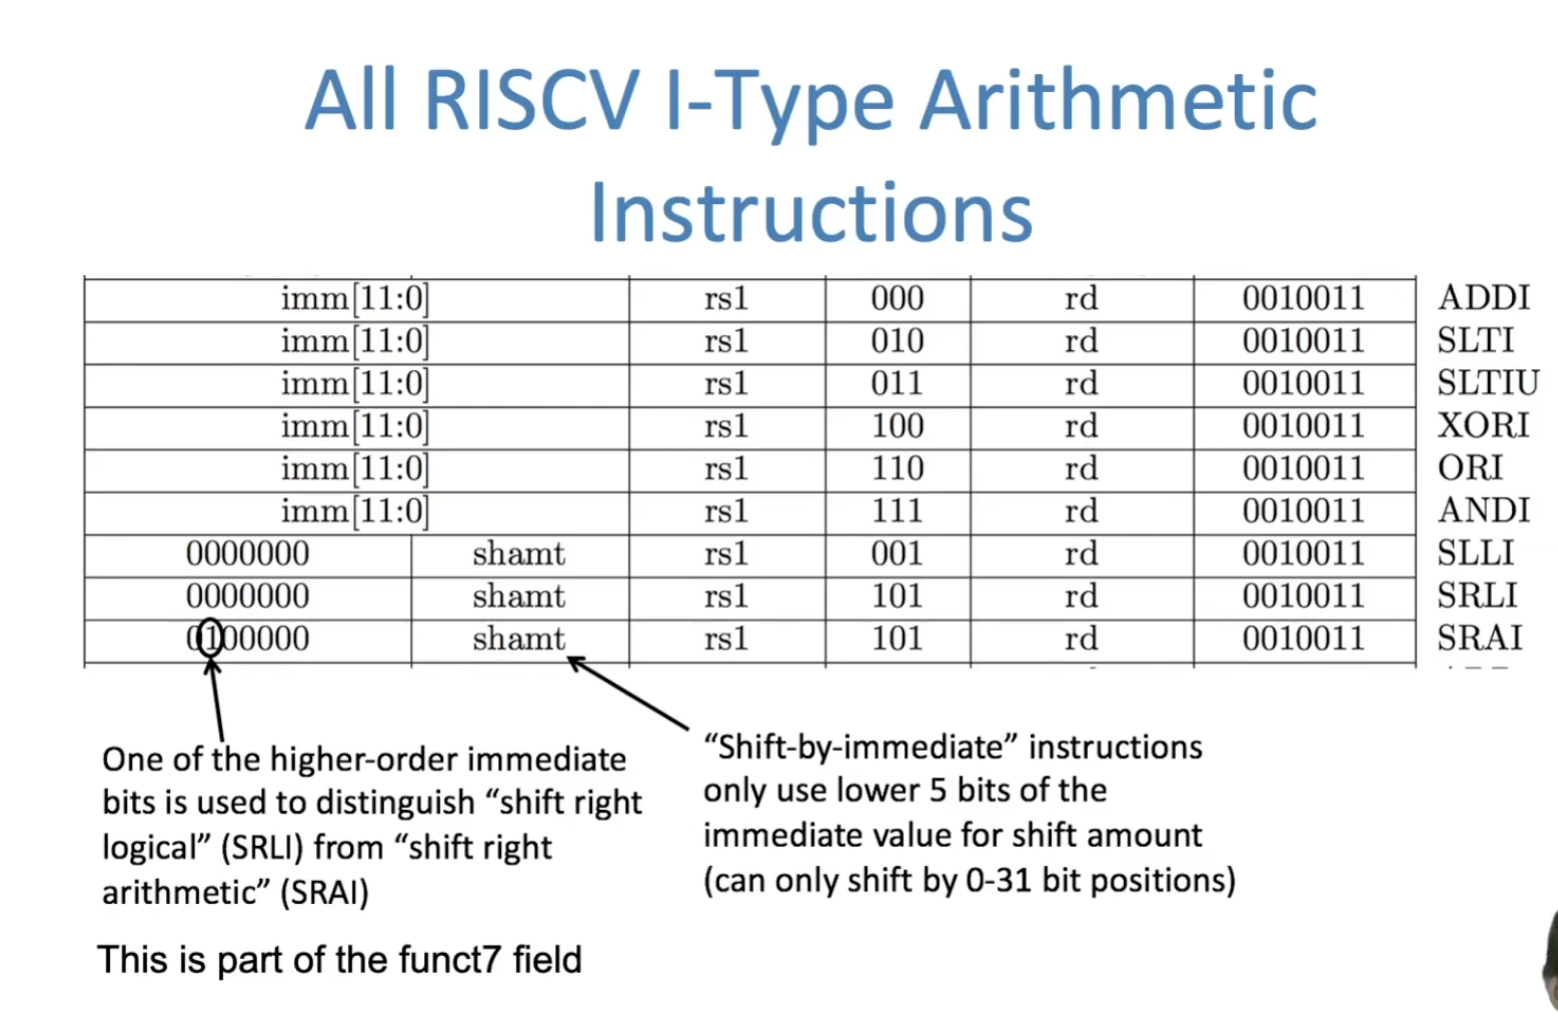 All RISCV I-Type Arithmetic
Instructions
imm[11:0] rs1 000 rd 0010011 ADDI
imm[11:0] rs1 010 rd 0010011 SLTI
imm[11:0] rs1 011 rd 0010011 SLTIU
imm[11:0] rs1 100 rd 0010011 XORI
imm[11:0] rs1 110 rd 0010011 ORI
imm[11:0] rs1 111 rd 0010011 ANDI
0000000 shamt rs1 001 rd 0010011 SLLI
0000000 shamt rs1 101 rd 0010011 SRLI
0100000 shamt rs1 101 rd 0010011 SRAI
One of the higher-order immediate
bits is used to distinguish “shift right
logical” (SRLI) from “shift right
arithmetic” (SRAI)
This is part of the funct7 field
“Shift-by-immediate” instructions
only use lower 5 bits of the
immediate value for shift amount
(can only shift by 0-31 bit positions)